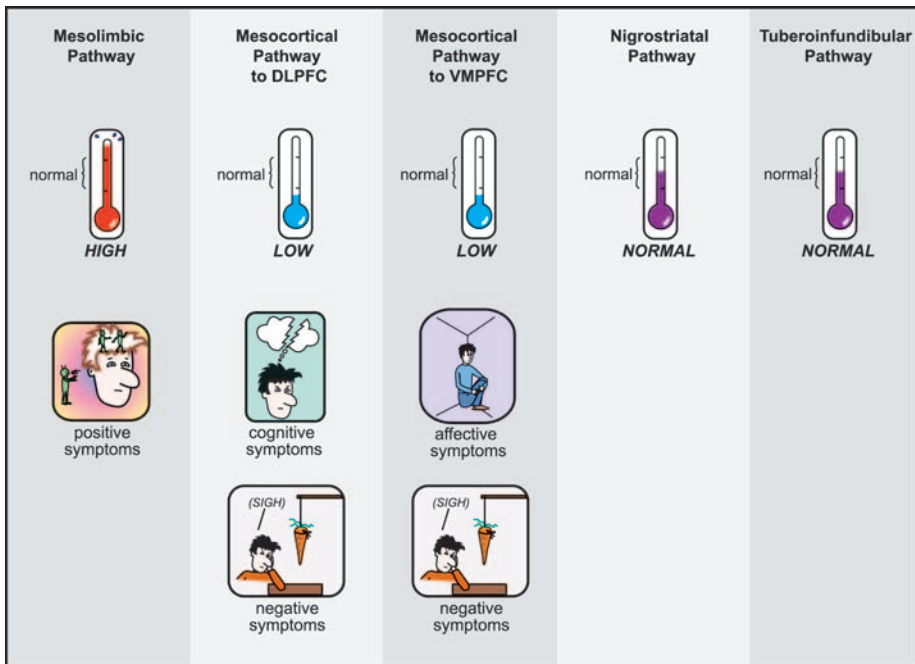 Mesolimbic
Pathway
Mesocortical
Pathway
to DLPFC
Mesocortical
Pathway
to VMPFC
Nigrostriatal
Pathway
Tuberoinfundibular
Pathway
normal
normal
normal
normal
normal
HIGH
LOW
LOW
NORMAL
NORMAL
positive
symptoms
cognitive
symptoms
affective
symptoms
(SIGH)
(SIGH)
negative
symptoms
negative
symptoms